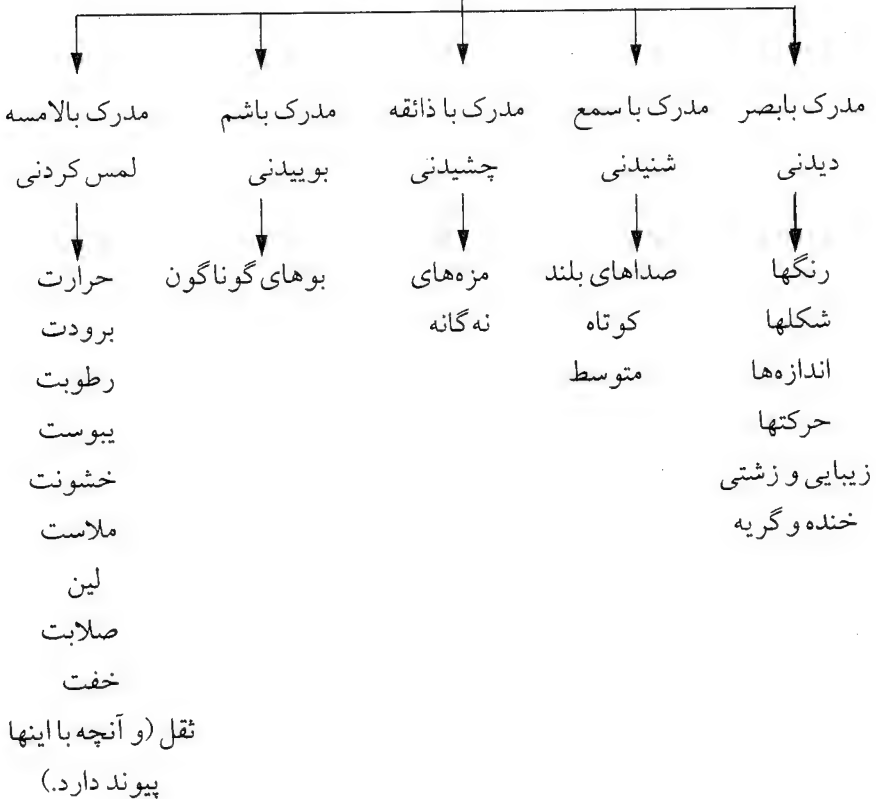 مدرک بابصر
دیدنی
رنگها
شکلها
اندازه‌ها
حرکتها
زیبایی و زشتی
خنده و گریه
مدرک با سمع
شنیدنی
صداهای بلند
کوتاه
متوسط
مدرک با ذائقه
چشیدنی
مزه‌های
نه گانه
مدرک باشم
بوییدنی
بوهای گوناگون
مدرک بالامسه
لمس کردنی
حرارت
برودت
رطوبت
یبوست
خشونت
ملاست
لین
صلابت
خفت
ثقل (و آنچه با اینها
پیوند دارد.)